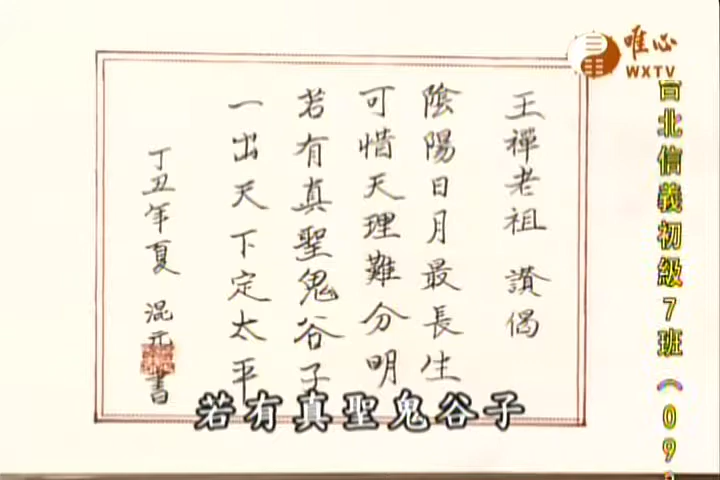 王禪老祖 讚偈
陰陽日月最長生
可惜天理難分明
若有真聖鬼谷子
一出天下定太平
丁丑年夏 混元 書
唯心
WXTV
台北信義初級7班︵09
若有真聖鬼谷子